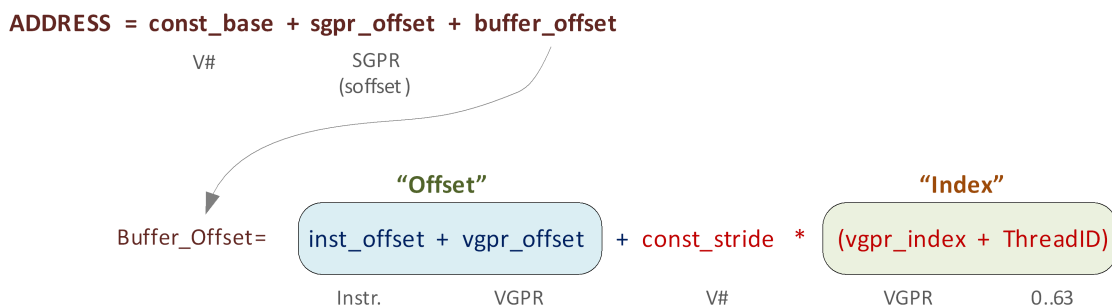 ADDRESS = const_base + sgpr_offset + buffer_offset
V# SGPR
(soffset)
“Offset” “Index”
Buffer_Offset= inst_offset + vgpr_offset + const_stride * (vgpr_index + ThreadID)
Instr. VGPR V# VGPR 0..63